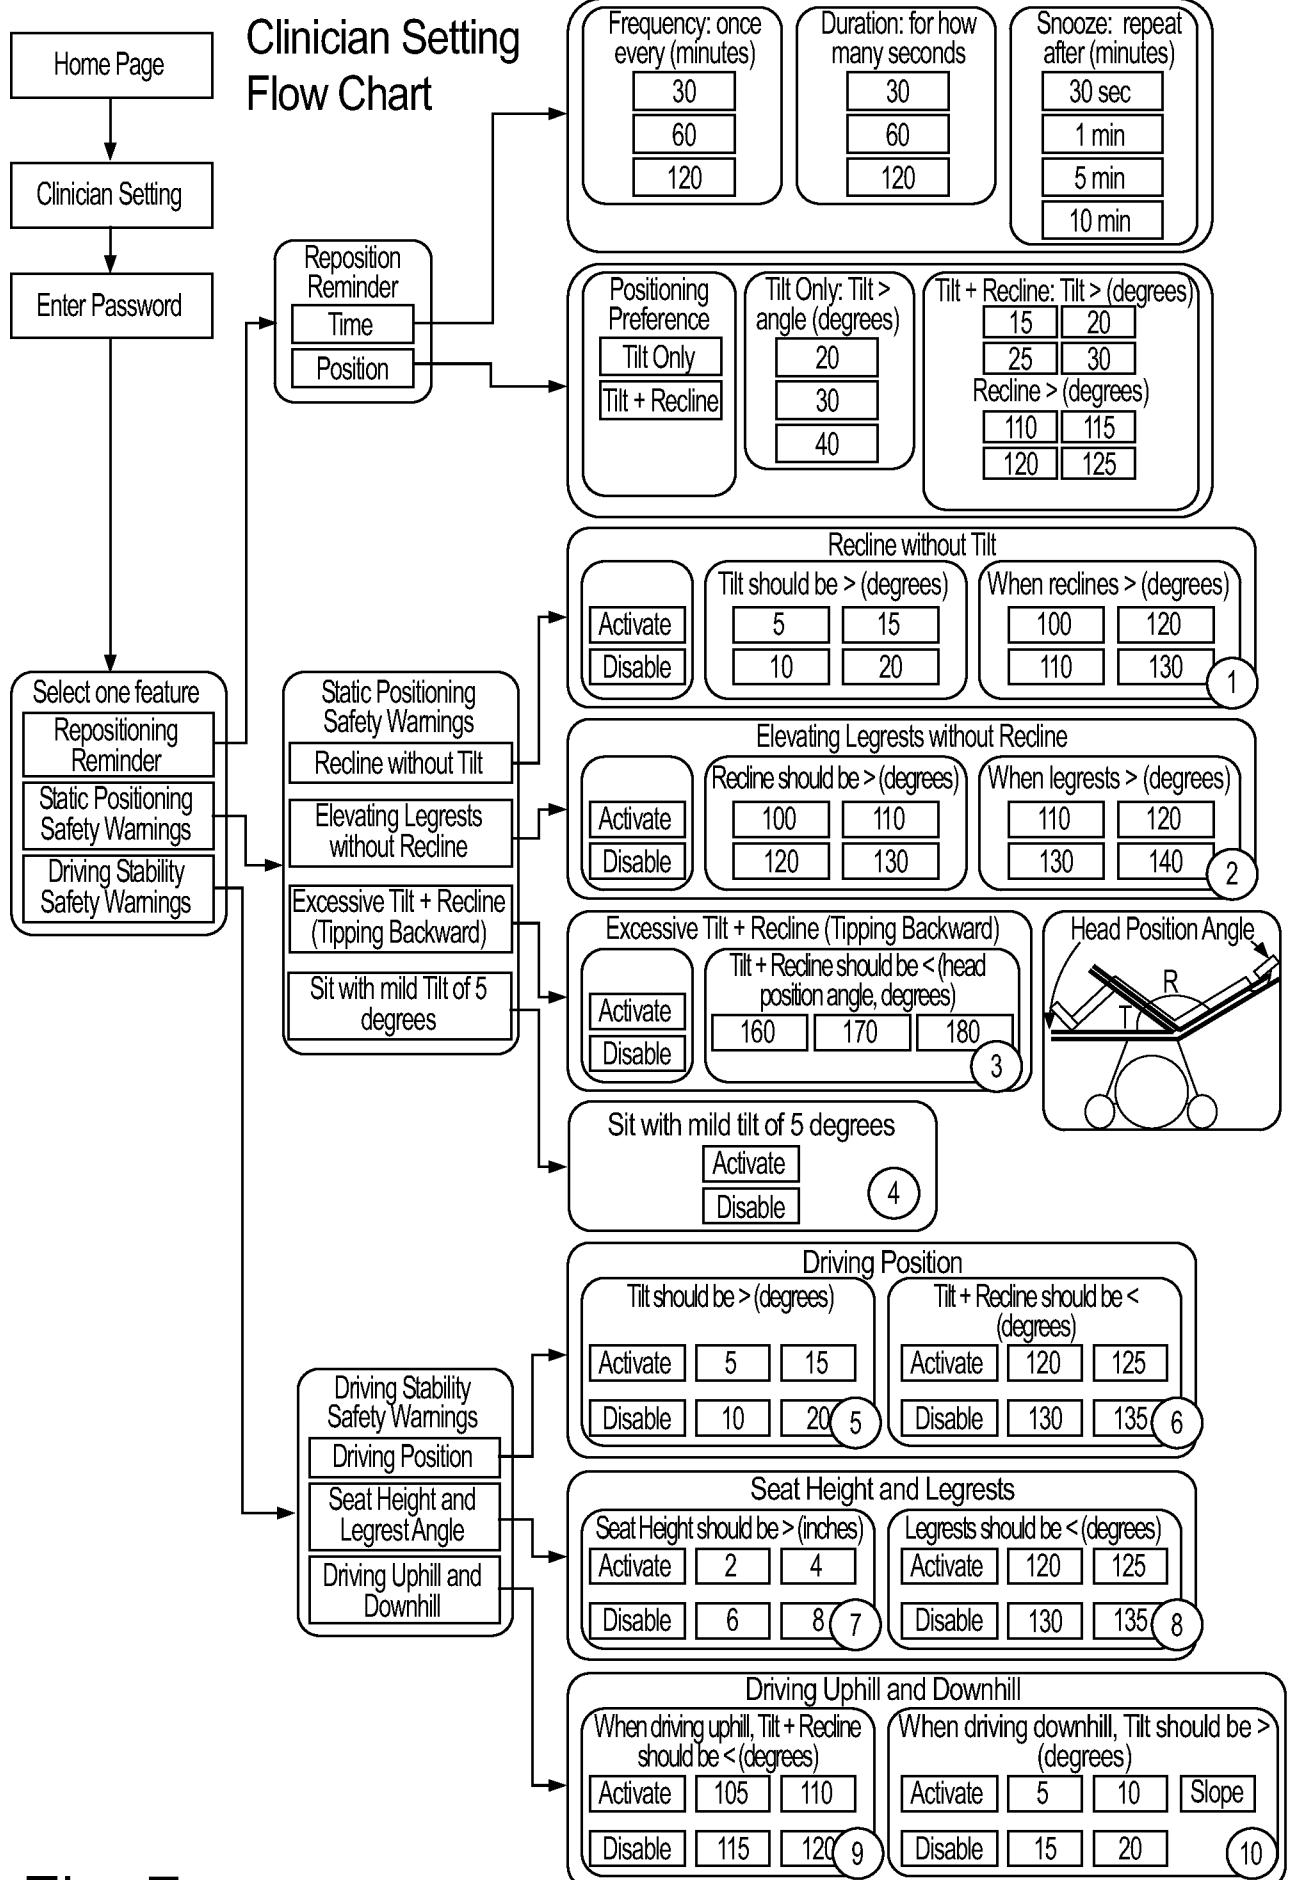 Clinician Setting
Flow Chart
Home Page
Clinician Setting
Enter Password
Select one feature
Repositioning
Reminder
Static Positioning
Safety Warnings
Driving Stability
Safety Warnings
Reposition
Reminder
Time
Position
Frequency: once
every (minutes)
30
60
120
Duration: for how
many seconds
30
60
120
Snooze: repeat
after (minutes)
30 sec
1 min
5 min
10 min
Positioning
Preference
Tilt Only
Tilt + Recline
Tilt Only: Tilt >
angle (degrees)
20
30
40
Tilt + Recline: Tilt > (degrees)
15 20
25 30
Recline > (degrees)
110 115
120 125
Static Positioning
Safety Warnings
Recline without Tilt
Elevating Legrests
without Recline
Excessive Tilt + Recline
(Tipping Backward)
Sit with mild Tilt of 5
degrees
Recline without Tilt
Activate
Disable
Tilt should be > (degrees)
5 15
10 20
When reclines > (degrees)
100 120
110 130
1
Elevating Legrests without Recline
Activate
Disable
Recline should be > (degrees)
100 110
120 130
When legrests > (degrees)
110 120
130 140
2
Excessive Tilt + Recline (Tipping Backward)
Activate
Disable
Tilt + Recline should be < (head
position angle, degrees)
160 170 180
3
Head Position Angle
R
T
Sit with mild tilt of 5 degrees
Activate
Disable
4
Driving Stability
Safety Warnings
Driving Position
Seat Height and
Legrest Angle
Driving Uphill and
Downhill
Driving Position
Tilt should be > (degrees)
Activate 5 15
Disable 10 20
5
Tilt + Recline should be <
(degrees)
Activate 120 125
Disable 130 135
6
Seat Height and Legrests
Seat Height should be > (inches)
Activate 2 4
Disable 6 8
7
Legrests should be < (degrees)
Activate 120 125
Disable 130 135
8
Driving Uphill and Downhill
When driving uphill, Tilt + Recline
should be < (degrees)
Activate 105 110
Disable 115 120
9
When driving downhill, Tilt should be >
(degrees)
Activate 5 10 Slope
Disable 15 20
10